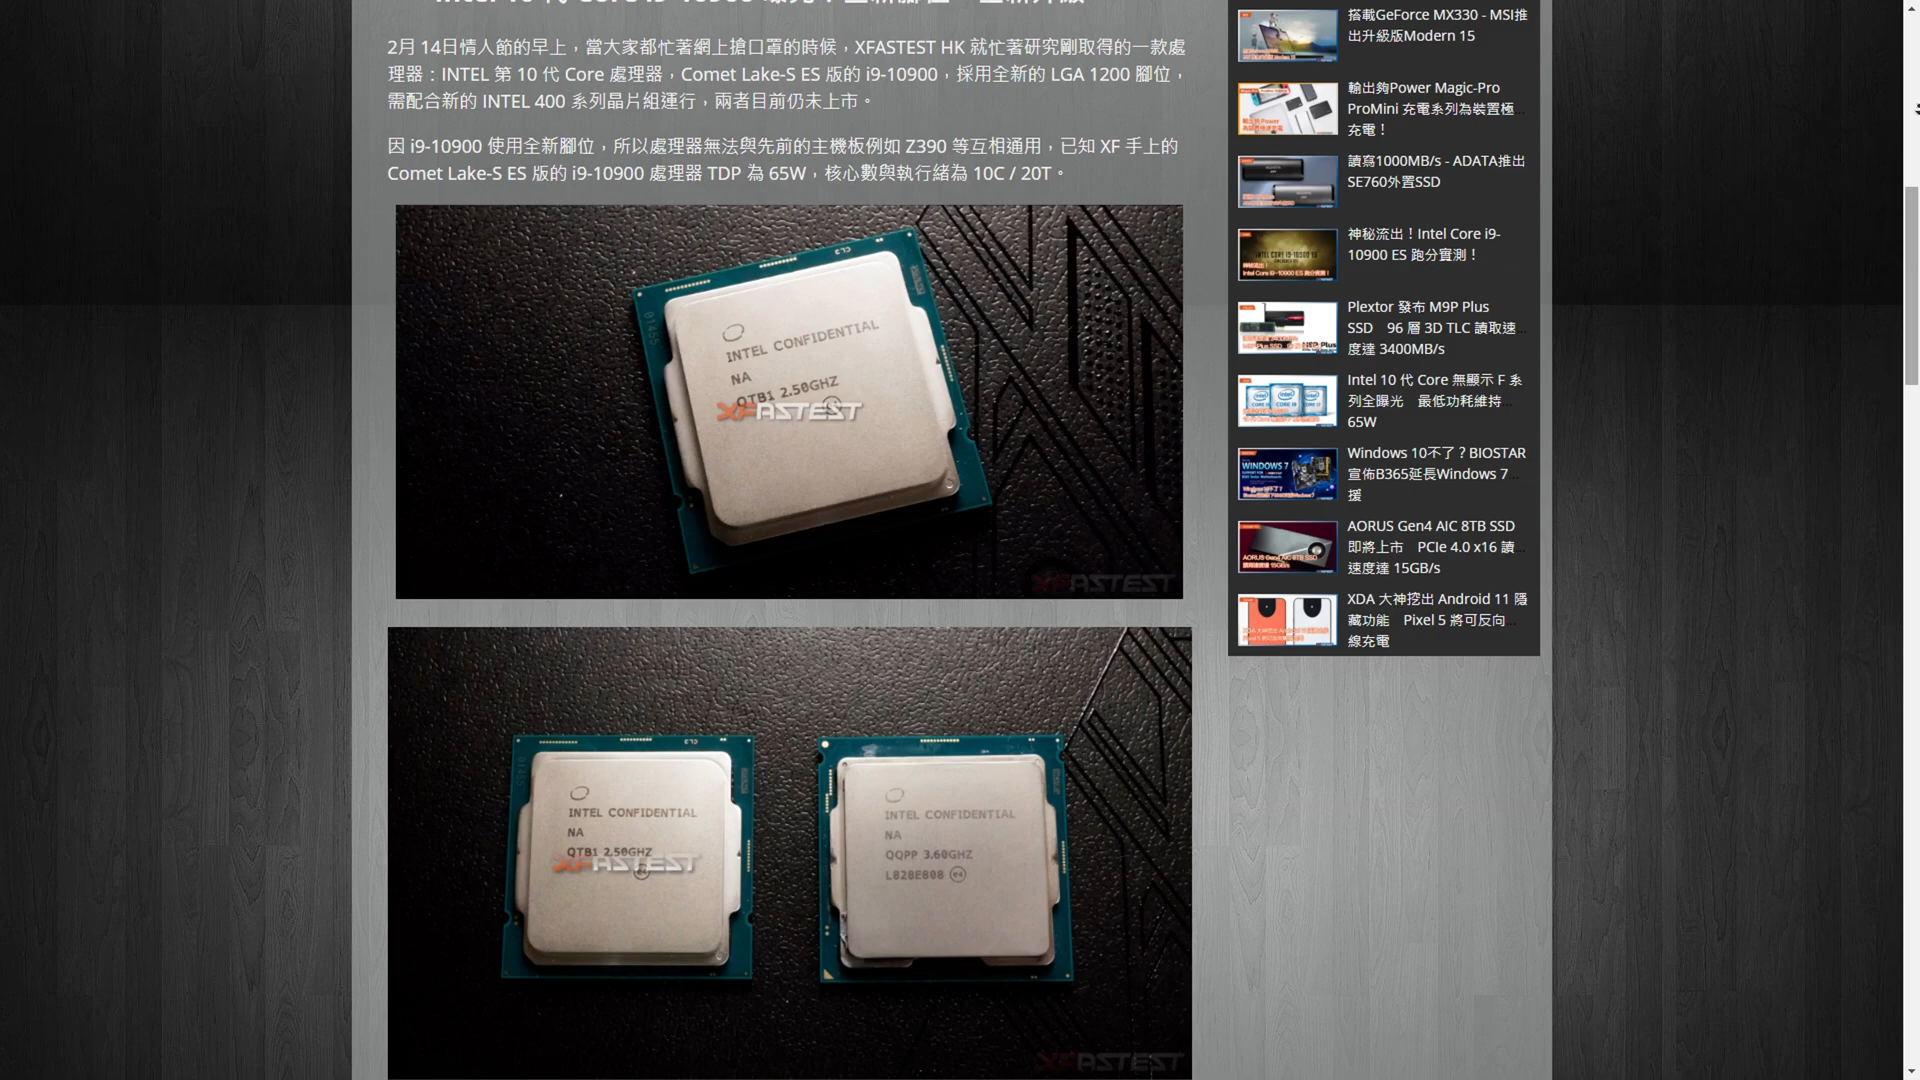 2月 14日情人節的早上，當大家都忙著網上搶口罩的時候，XFASTEST HK 就忙著研究剛取得的一款處
理器：INTEL 第 10 代 Core 處理器，Comet Lake-S ES 版的 i9-10900，採用全新的 LGA 1200 腳位，
需配合新的 INTEL 400 系列晶片組運行，兩者目前仍未上市。
因 i9-10900 使用全新腳位，所以處理器無法與先前的主機板例如 Z390 等互相通用，已知 XF 手上的
Comet Lake-S ES 版的 i9-10900 處理器 TDP 為 65W，核心數與執行緒為 10C / 20T。
INTEL CONFIDENTIAL
NA
QTB1 2.50GHZ
XFASTEST
XFASTEST
INTEL CONFIDENTIAL
NA
QTB1 2.50GHZ
XFASTEST
INTEL CONFIDENTIAL
NA
QQPP 3.60GHZ
L828E808 e4
XFASTEST
搭載GeForce MX330 - MSI推
出升級版Modern 15
輸出夠Power Magic-Pro
ProMini 充電系列為裝置極...
充電！
讀寫1000MB/s - ADATA推出
SE760外置SSD
神秘流出！Intel Core i9-
10900 ES 跑分實測！
Plextor 發布 M9P Plus
SSD　96 層 3D TLC 讀取速...
度達 3400MB/s
Intel 10 代 Core 無顯示 F 系
列全曝光　最低功耗維持...
65W
WINDOWS 7
Windows 10不了？BIOSTAR
宣佈B365延長Windows 7...
援
AORUS Gen4 AIC 8TB SSD
即將上市　PCIe 4.0 x16 讀...
速度達 15GB/s
XDA 大神挖出 Android 11 隱
藏功能　Pixel 5 將可反向...
線充電